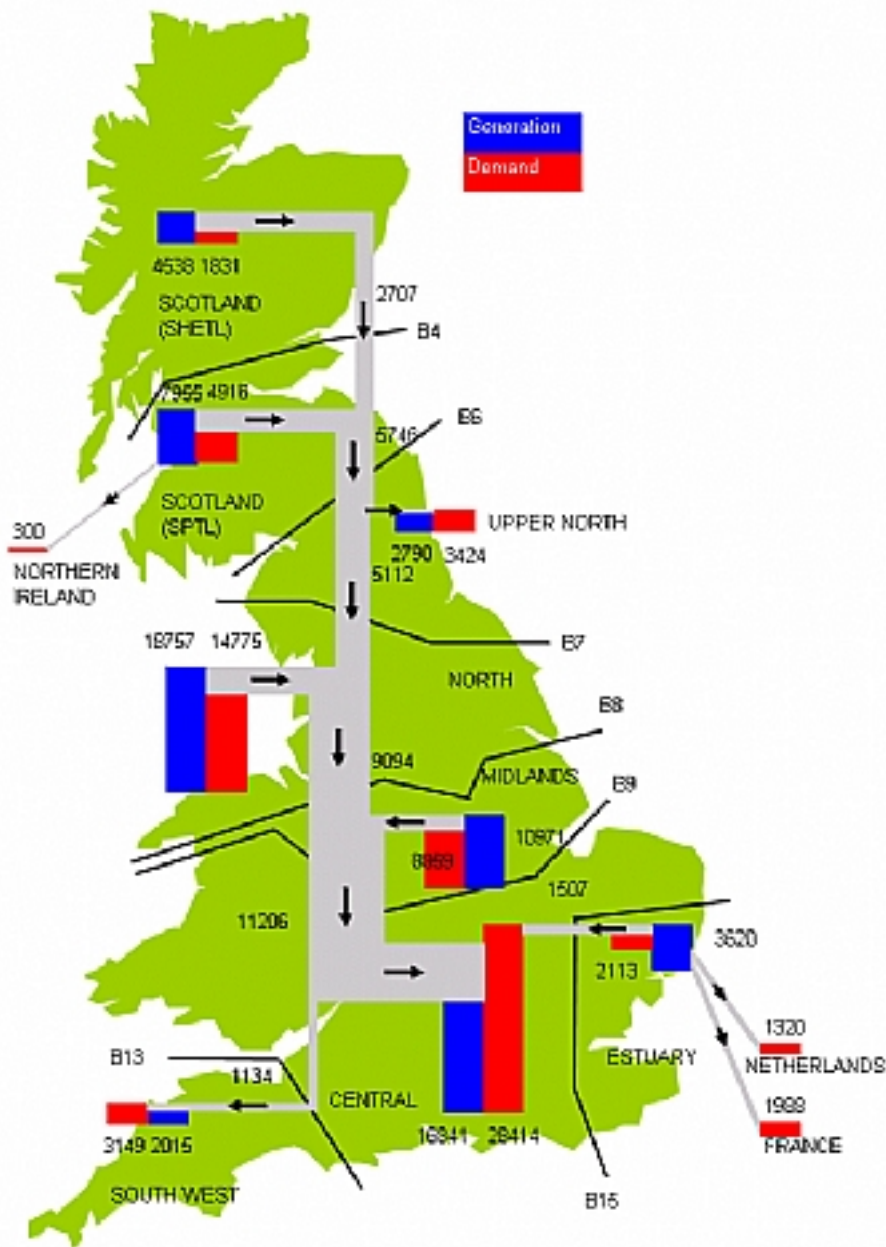 Generation
Demand
4538 1831
SCOTLAND
(SHETL)
2707
B4
7955 4916
B6
5746
SCOTLAND
(SPTL)
300
NORTHERN
IRELAND
UPPER NORTH
2790 3424
5112
18757 14775
B7
NORTH
B8
9094
MIDLANDS
B9
10971
1507
11206
3620
2113
1320
NETHERLANDS
ESTUARY
B13
1134
CENTRAL
1988
FRANCE
3149 2015
16841 28414
SOUTH WEST
B15